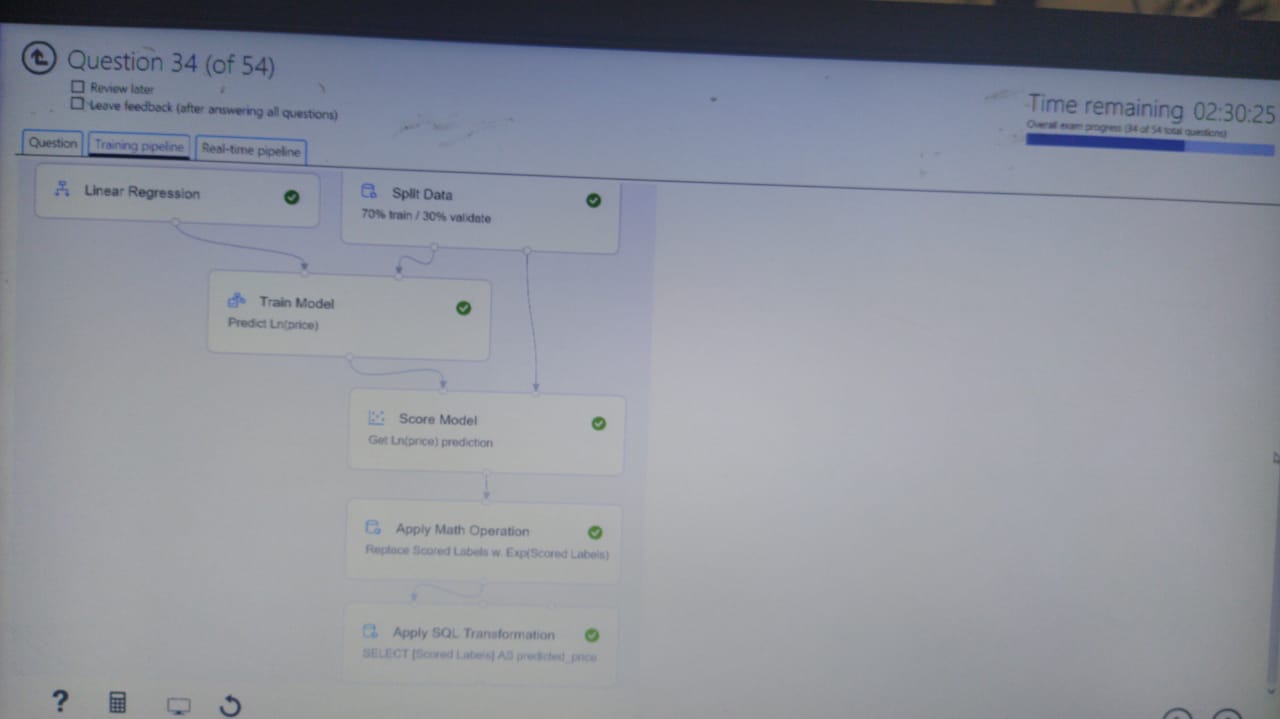 Question 34 (of 54)
Review later
Leave feedback (after answering all questions)
Time remaining 02:30:25
Overall exam progress (34 of 54 total questions)
Question
Training pipeline
Real-time pipeline
Linear Regression
Split Data
70% train / 30% validate
Train Model
Predict Ln(price)
Score Model
Get Ln(price) prediction
Apply Math Operation
Replace Scored Labels w. Exp(Scored Labels)
Apply SQL Transformation
SELECT [Scored Labels] AS predicted_price
?